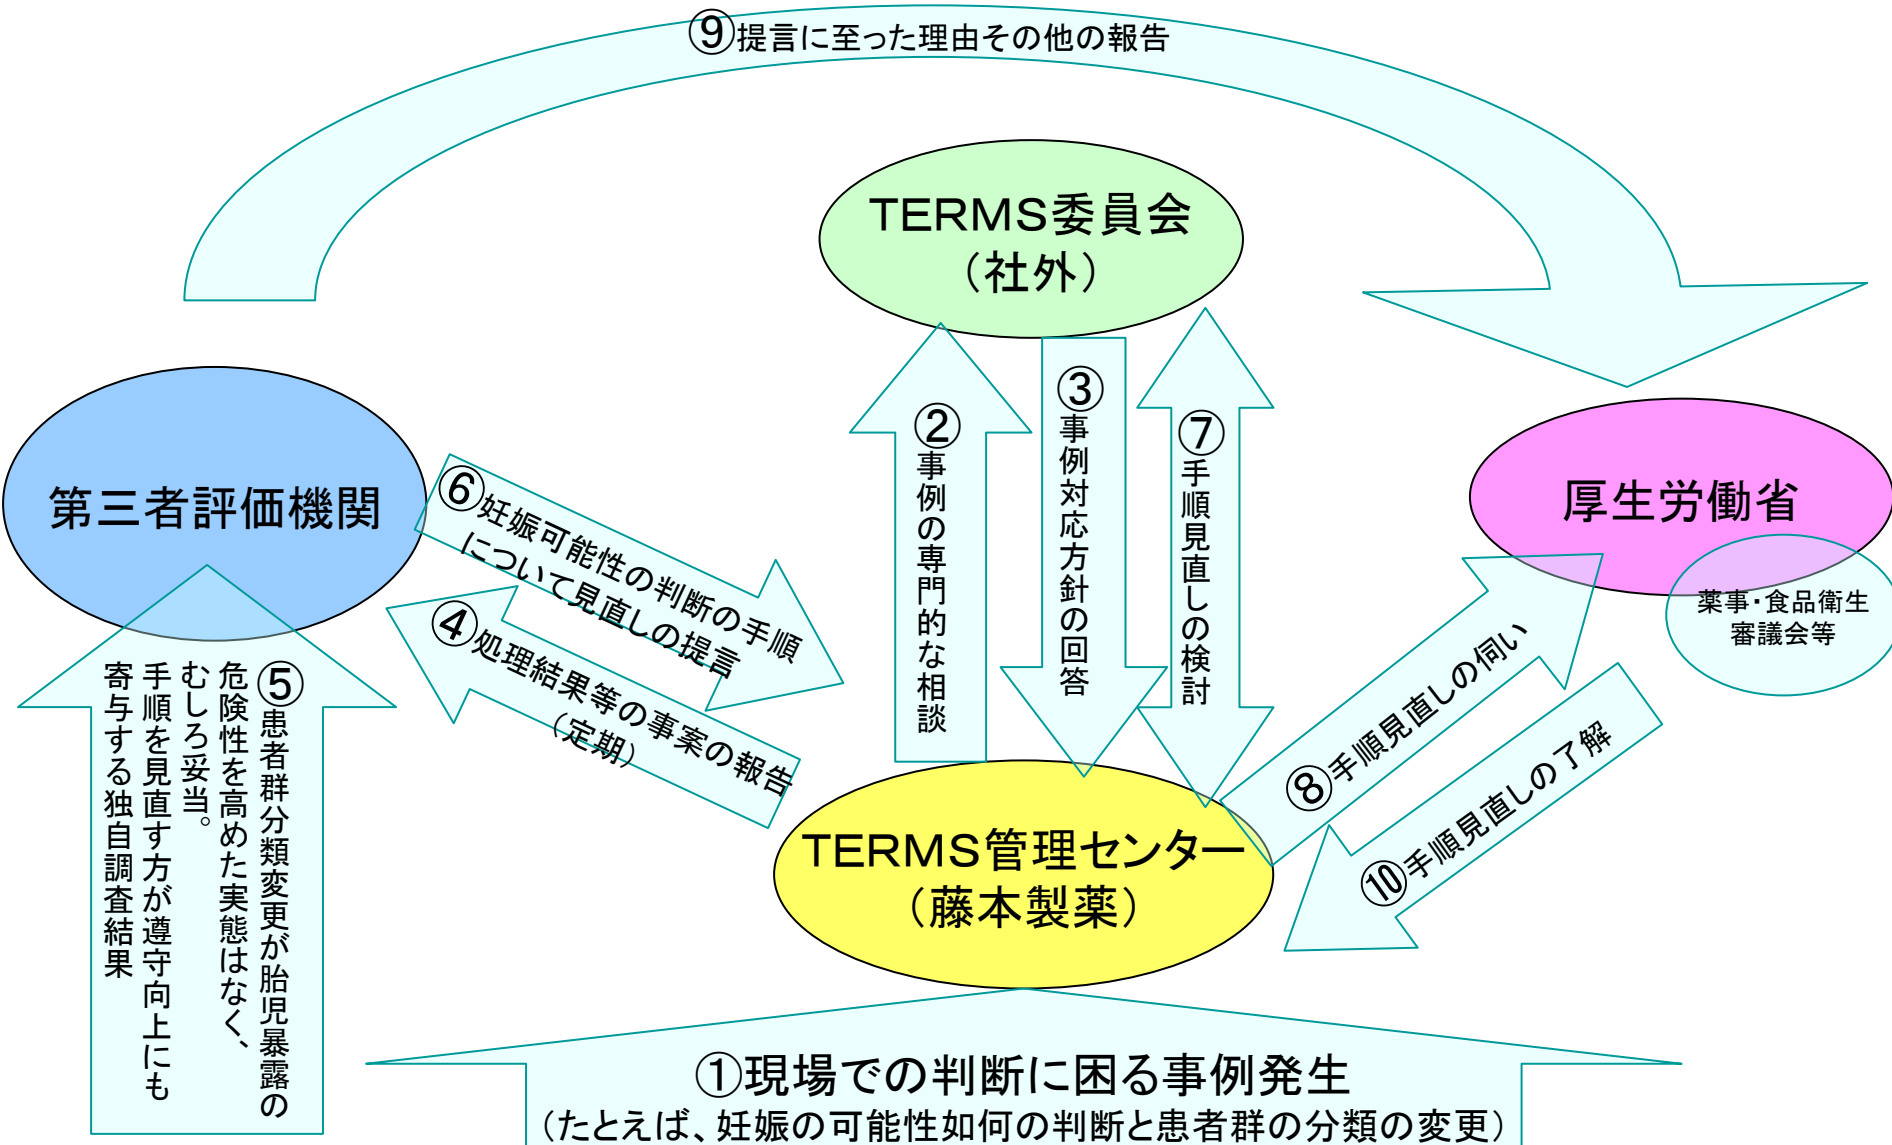 ⑨提言に至った理由その他の報告
TERMS委員会
（社外）
第三者評価機関
厚生労働省
薬事・食品衛生
審議会等
⑥妊娠可能性の判断の手順
について見直しの提言
④処理結果等の事案の報告
（定期）
②事例の専門的な相談
③事例対応方針の回答
⑦手順見直しの検討
⑧手順見直しの伺い
⑩手順見直しの了解
⑤患者群分類変更が胎児暴露の
危険性を高めた実態はなく、
むしろ妥当。
手順を見直す方が遵守向上にも
寄与する独自調査結果
TERMS管理センター
（藤本製薬）
①現場での判断に困る事例発生
（たとえば、妊娠の可能性如何の判断と患者群の分類の変更）